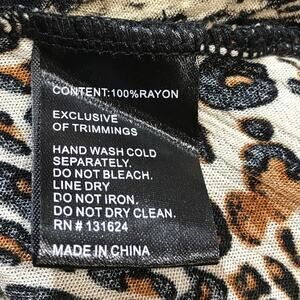 CONTENT:100%RAYON
EXCLUSIVE
OF TRIMMINGS
HAND WASH COLD
SEPARATELY.
DO NOT BLEACH.
LINE DRY
DO NOT IRON.
DO NOT DRY CLEAN.
RN # 131624
MADE IN CHINA